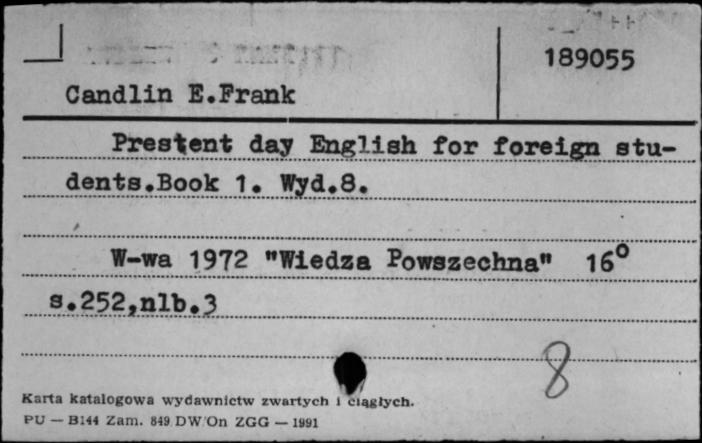 189055
Candlin E.Frank
Prestent day English for foreign stu-
dents.Book 1. Wyd.8.
W-wa 1972 "Wiedza Powszechna" 16⁰
s.252,nlb.3
8
Karta katalogowa wydawnictw zwartych i ciągłych.
PU — B144 Zam. 849 DW/On ZGG — 1991